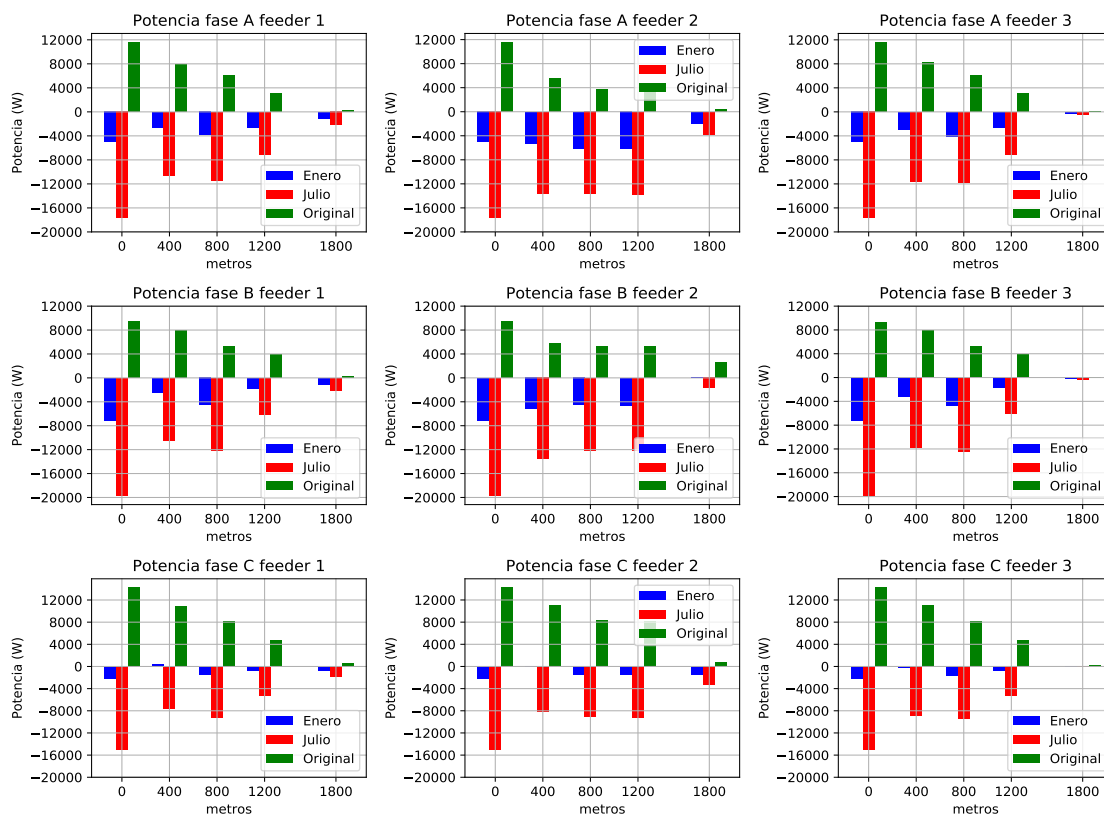 Potencia fase A feeder 1
Potencia (W)
12000
8000
4000
0
−4000
−8000
−12000
−16000
−20000
Enero
Julio
Original
0 400 800 1200 1800
metros
Potencia fase A feeder 2
Potencia (W)
12000
8000
4000
0
−4000
−8000
−12000
−16000
−20000
Enero
Julio
Original
0 400 800 1200 1800
metros
Potencia fase A feeder 3
Potencia (W)
12000
8000
4000
0
−4000
−8000
−12000
−16000
−20000
Enero
Julio
Original
0 400 800 1200 1800
metros
Potencia fase B feeder 1
Potencia (W)
12000
8000
4000
0
−4000
−8000
−12000
−16000
−20000
Enero
Julio
Original
0 400 800 1200 1800
metros
Potencia fase B feeder 2
Potencia (W)
12000
8000
4000
0
−4000
−8000
−12000
−16000
−20000
Enero
Julio
Original
0 400 800 1200 1800
metros
Potencia fase B feeder 3
Potencia (W)
12000
8000
4000
0
−4000
−8000
−12000
−16000
−20000
Enero
Julio
Original
0 400 800 1200 1800
metros
Potencia fase C feeder 1
Potencia (W)
12000
8000
4000
0
−4000
−8000
−12000
−16000
−20000
Enero
Julio
Original
0 400 800 1200 1800
metros
Potencia fase C feeder 2
Potencia (W)
12000
8000
4000
0
−4000
−8000
−12000
−16000
−20000
Enero
Julio
Original
0 400 800 1200 1800
metros
Potencia fase C feeder 3
Potencia (W)
12000
8000
4000
0
−4000
−8000
−12000
−16000
−20000
Enero
Julio
Original
0 400 800 1200 1800
metros